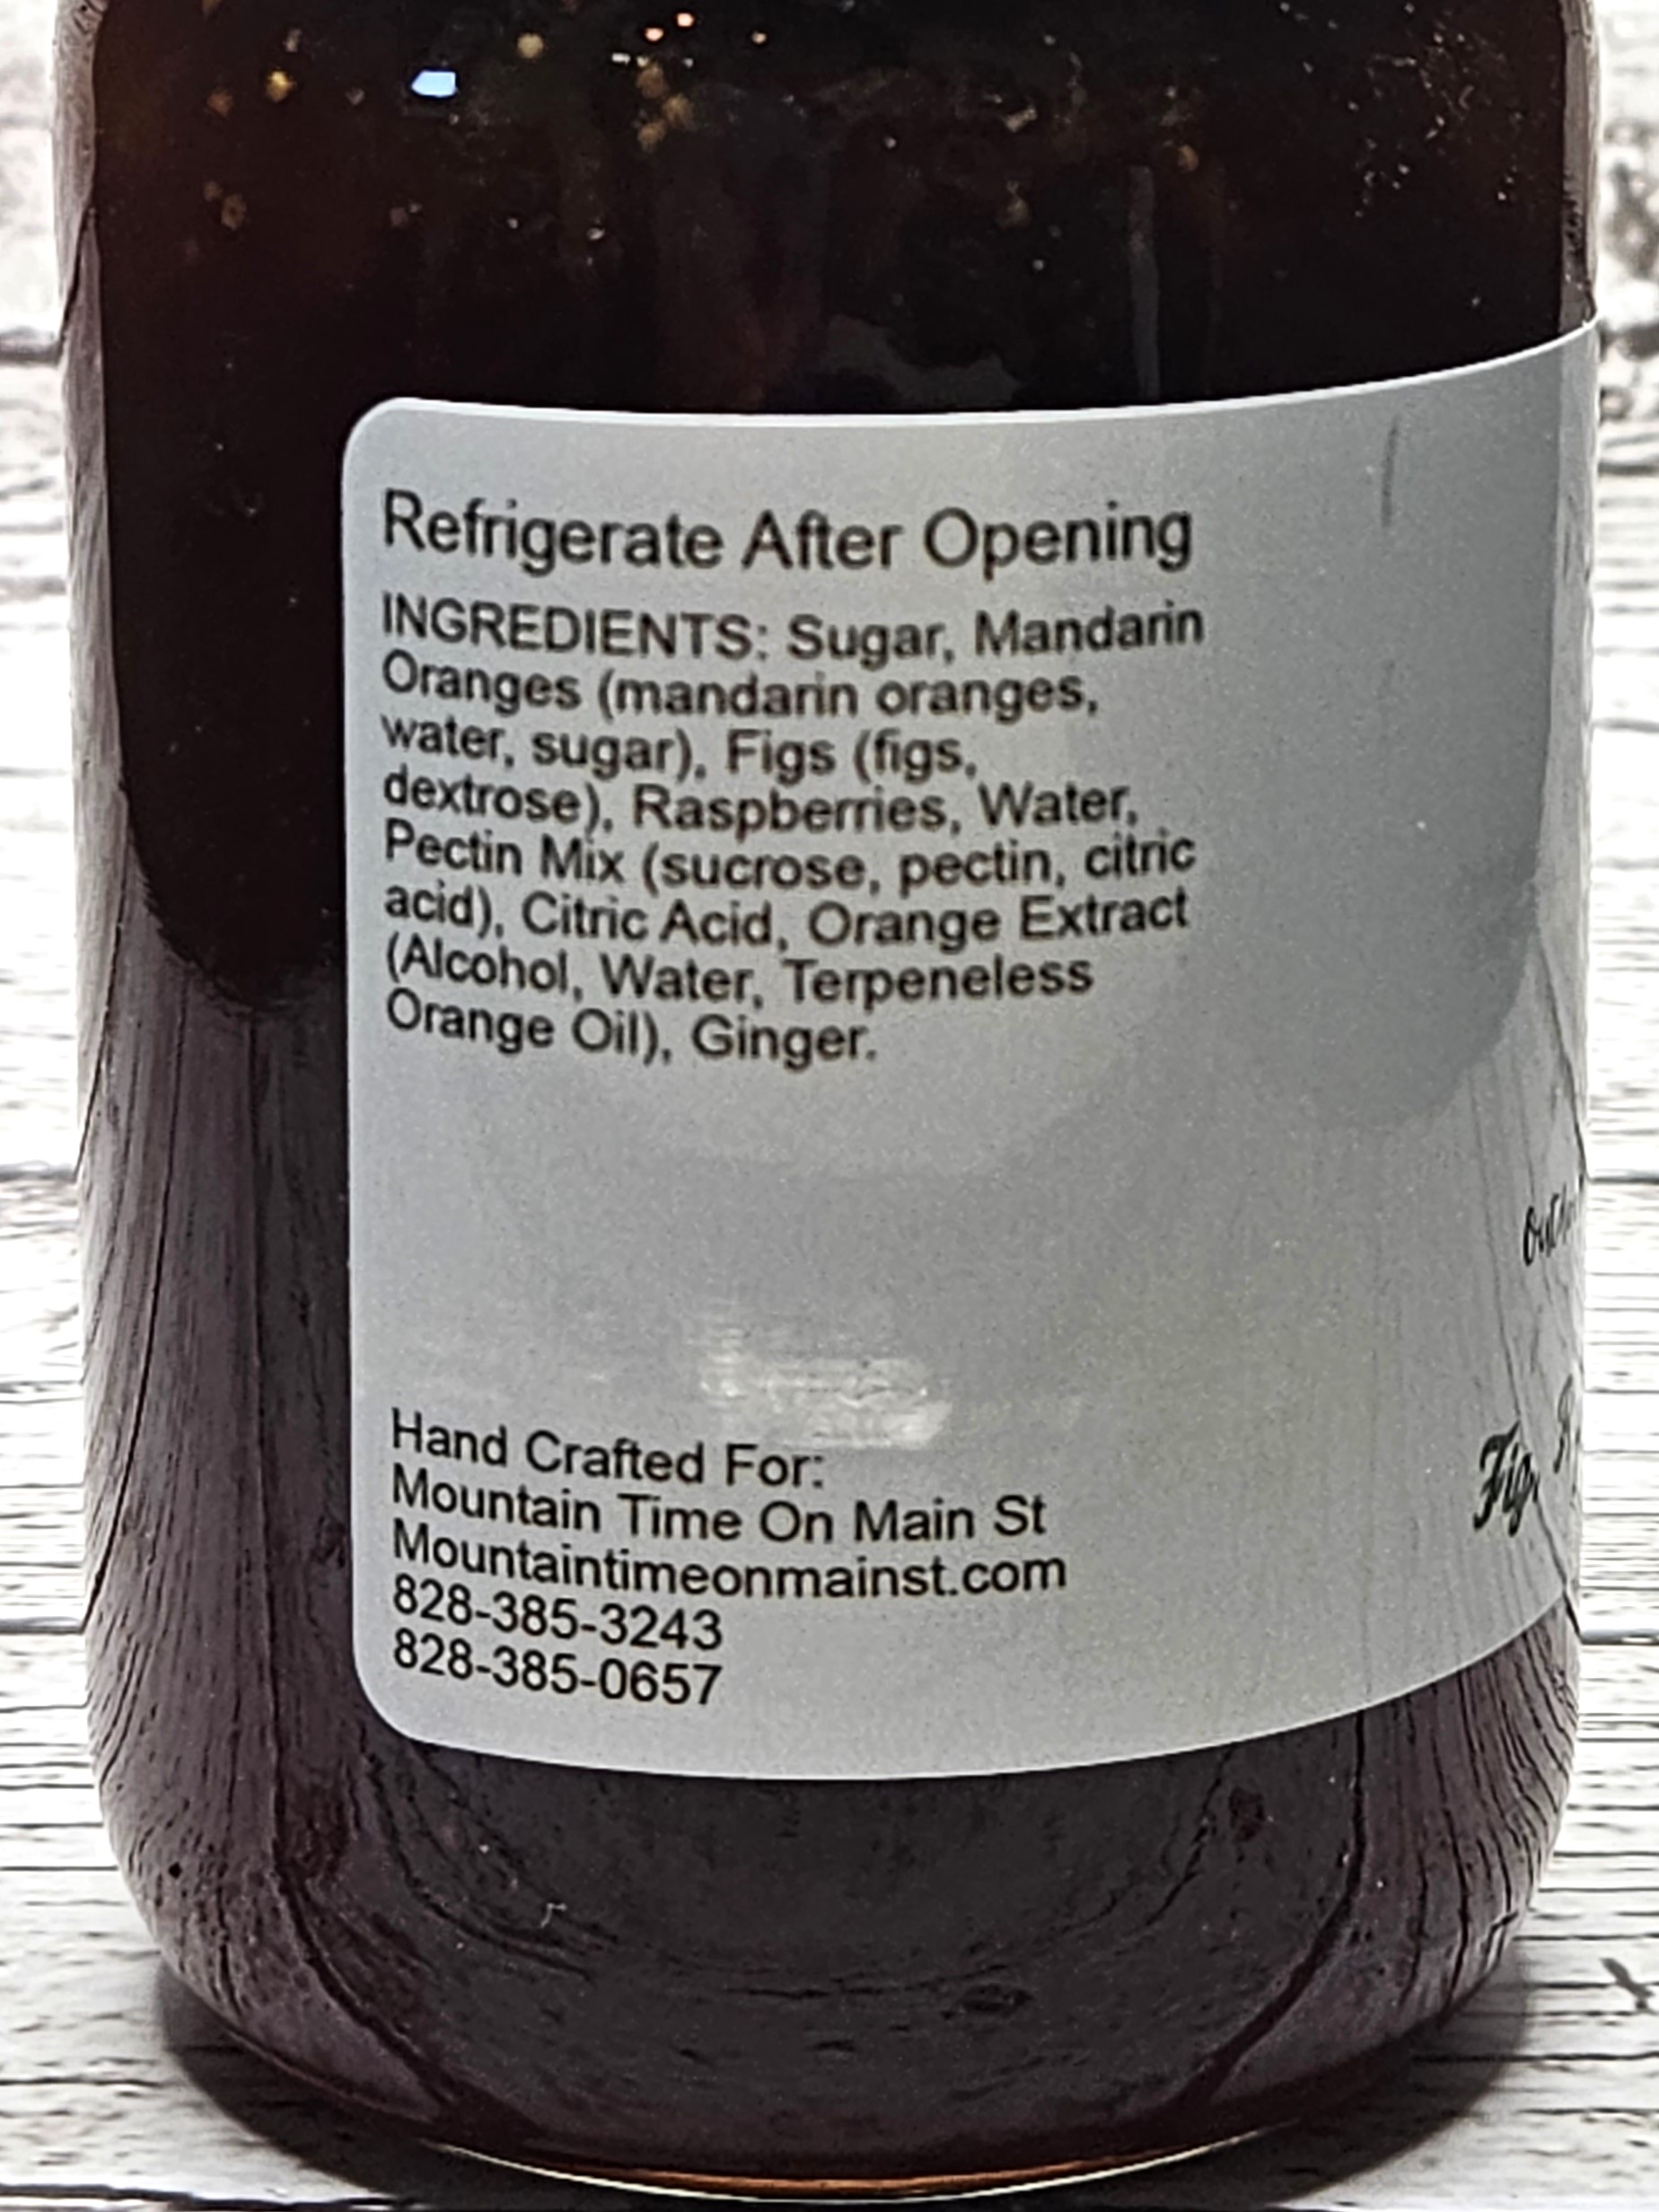 Refrigerate After Opening
INGREDIENTS: Sugar, Mandarin
Oranges (mandarin oranges,
water, sugar), Figs (figs,
dextrose), Raspberries, Water,
Pectin Mix (sucrose, pectin, citric
acid), Citric Acid, Orange Extract
(Alcohol, Water, Terpeneless
Orange Oil), Ginger.
Hand Crafted For:
Mountain Time On Main St
Mountaintimeonmainst.com
828-385-3243
828-385-0657
Fig,